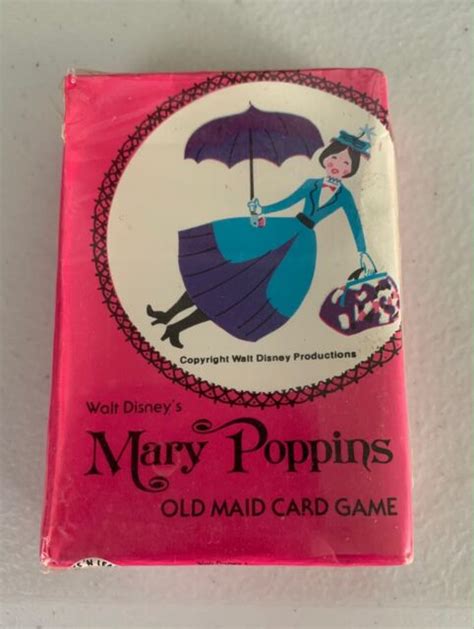 Copyright Walt Disney Productions
Walt Disney's
Mary Poppins
OLD MAID CARD GAME